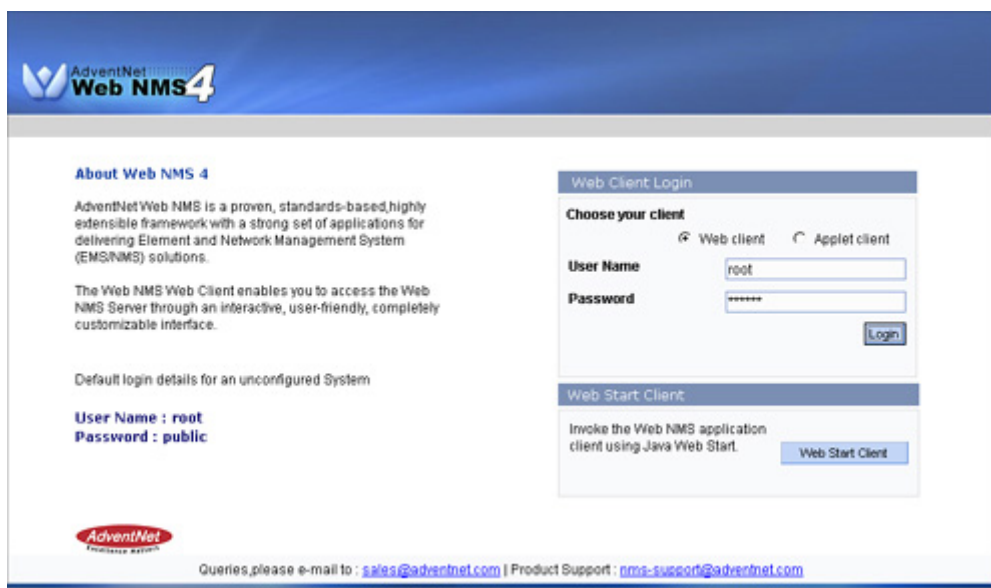 AdventNet
Web NMS 4
About Web NMS 4
AdventNet Web NMS is a proven, standards-based,highly
extensible framework with a strong set of applications for
delivering Element and Network Management System
(EMS/NMS) solutions.
The Web NMS Web Client enables you to access the Web
NMS Server through an interactive, user-friendly, completely
customizable interface.
Default login details for an unconfigured System
User Name : root
Password : public
Web Client Login
Choose your client
Web client
Applet client
User Name
root
Password
******
Login
Web Start Client
Invoke the Web NMS application
client using Java Web Start.
Web Start Client
AdventNet
Queries,please e-mail to : sales@adventnet.com | Product Support : nms-support@adventnet.com